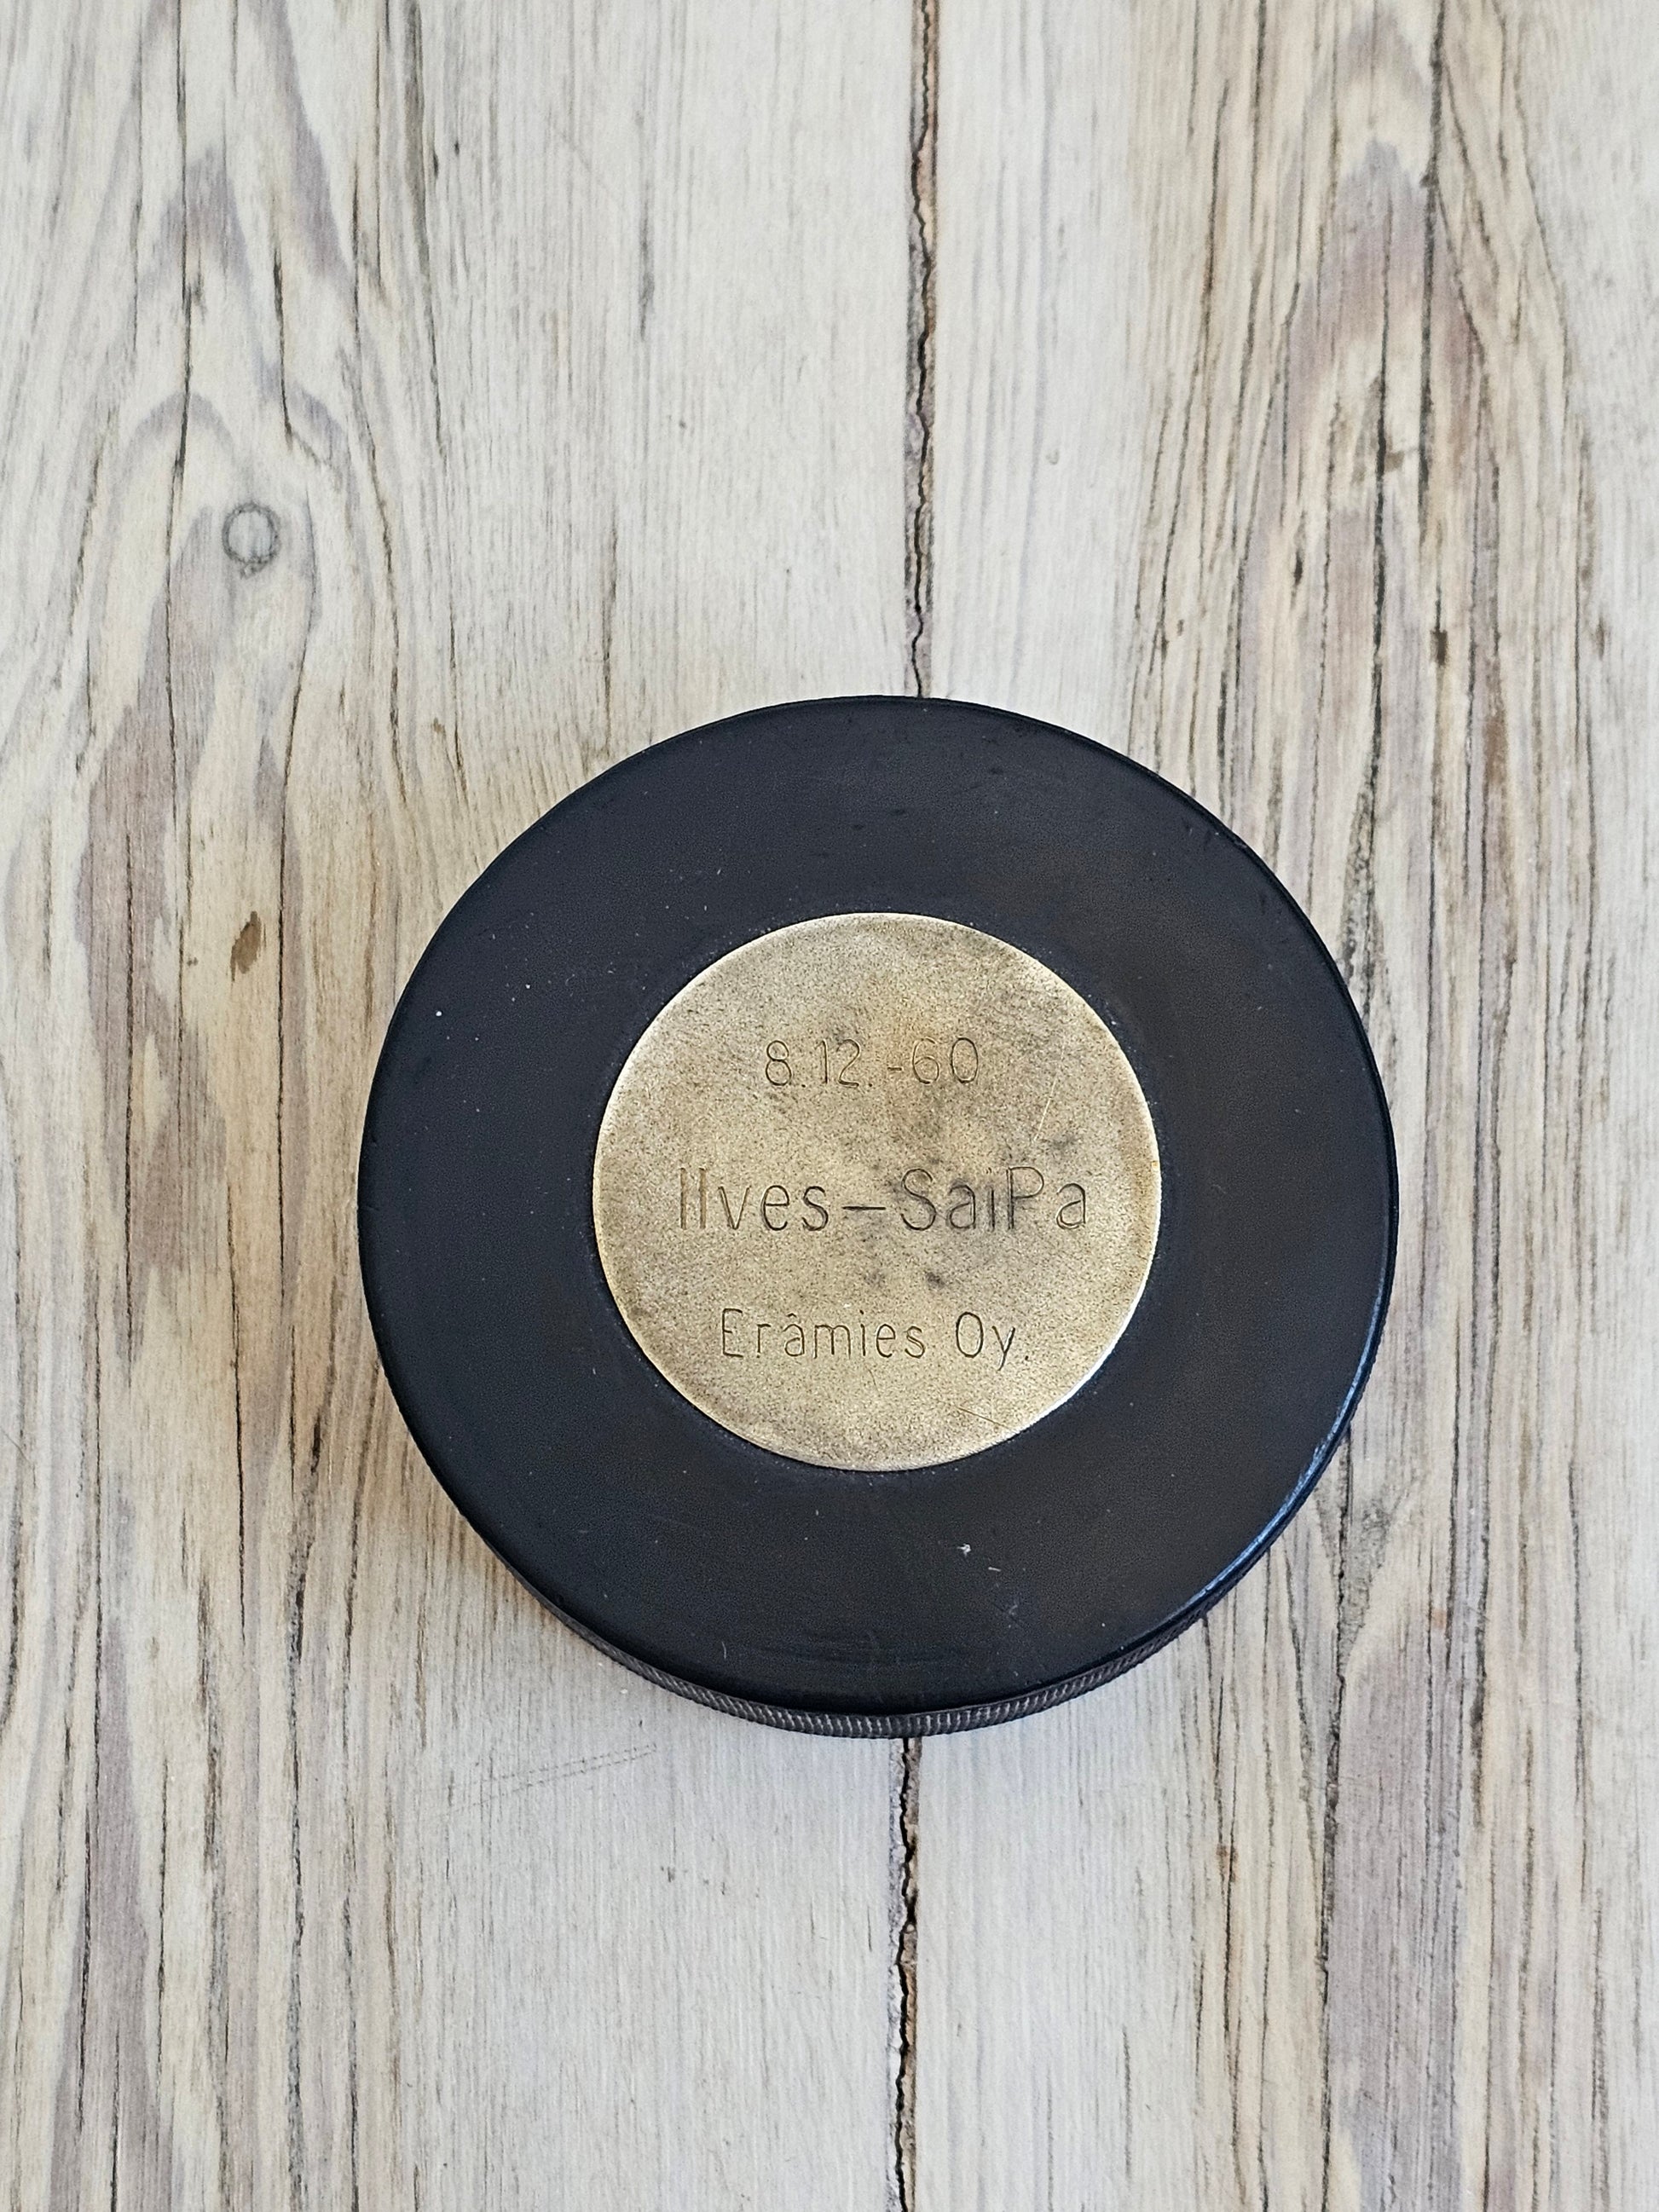 8.12.-60
Ilves–SaiPa
Erämies Oy.